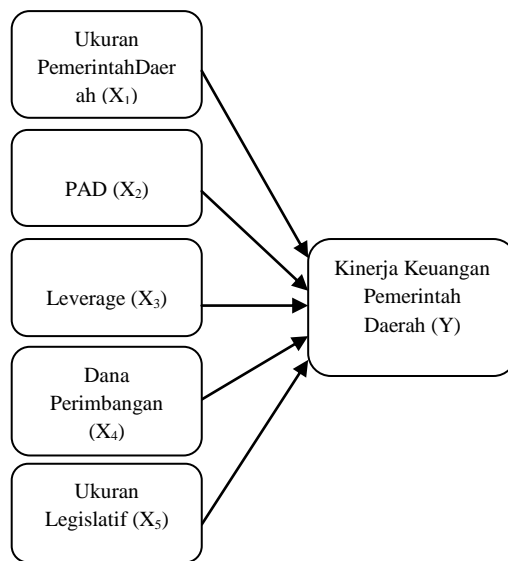 Ukuran
PemerintahDaer
ah (X₁)
PAD (X₂)
Leverage (X₃)
Dana
Perimbangan
(X₄)
Ukuran
Legislatif (X₅)
Kinerja Keuangan
Pemerintah
Daerah (Y)